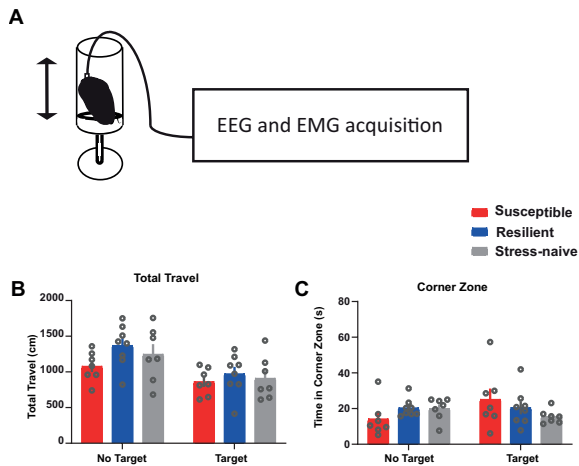 A
EEG and EMG acquisition
Susceptible
Resilient
Stress-naive
B
Total Travel
Total Travel (cm)
2000
1500
1000
500
0
No Target
Target
C
Corner Zone
Time in Corner Zone (s)
80
60
40
20
0
No Target
Target